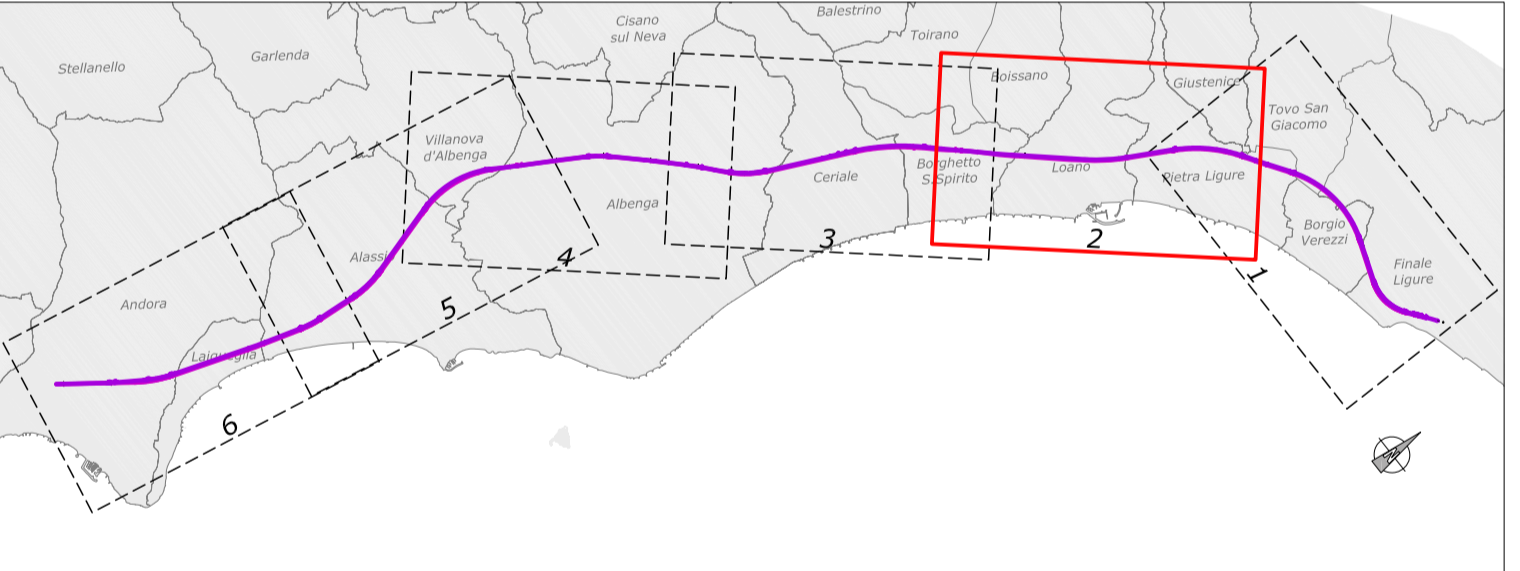 Balestrino
Cisano
sul Neva
Toirano
Garlenda
Stellanello
Boissano
Giustenice
Tovo San
Giacomo
Villanova
d'Albenga
Borghetto
S.Spirito
Loano
Pietra Ligure
Ceriale
Albenga
Borgio
Verezzi
Alassio
Finale
Ligure
Andora
Laigueglia
1
2
3
4
5
6